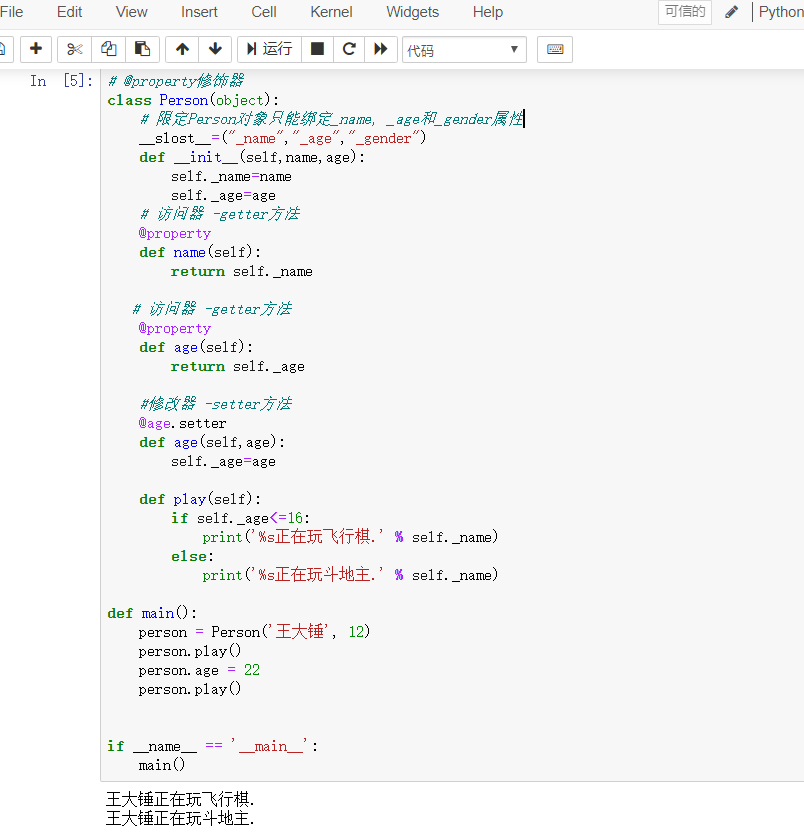 File Edit View Insert Cell Kernel Widgets Help 可信的 Python
运行 代码
In [5]: # @property修饰器
class Person(object):
    # 限定Person对象只能绑定_name, _age和_gender属性
    __slost__=("_name","_age","_gender")
    def __init__(self,name,age):
        self._name=name
        self._age=age
    # 访问器 -getter方法
    @property
    def name(self):
        return self._name
   # 访问器 -getter方法
    @property
    def age(self):
        return self._age
    #修改器 -setter方法
    @age.setter
    def age(self,age):
        self._age=age
    def play(self):
        if self._age<=16:
            print('%s正在玩飞行棋.' % self._name)
        else:
            print('%s正在玩斗地主.' % self._name)
def main():
    person = Person('王大锤', 12)
    person.play()
    person.age = 22
    person.play()
if __name__ == '__main__':
    main()
王大锤正在玩飞行棋.
王大锤正在玩斗地主.